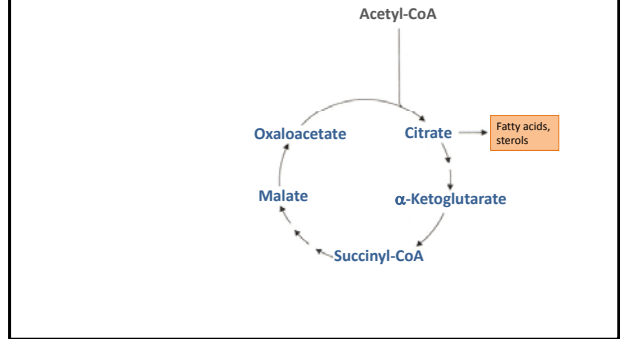 Acetyl-CoA
Oxaloacetate
Citrate
Fatty acids,
sterols
Malate
α-Ketoglutarate
Succinyl-CoA